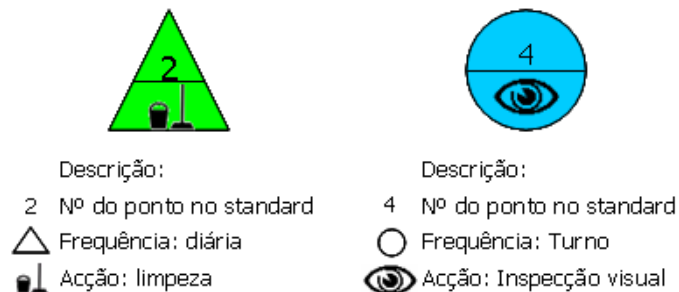 2
4
Descrição:
2 Nº do ponto no standard
Frequência: diária
Acção: limpeza
Descrição:
4 Nº do ponto no standard
Frequência: Turno
Acção: Inspecção visual